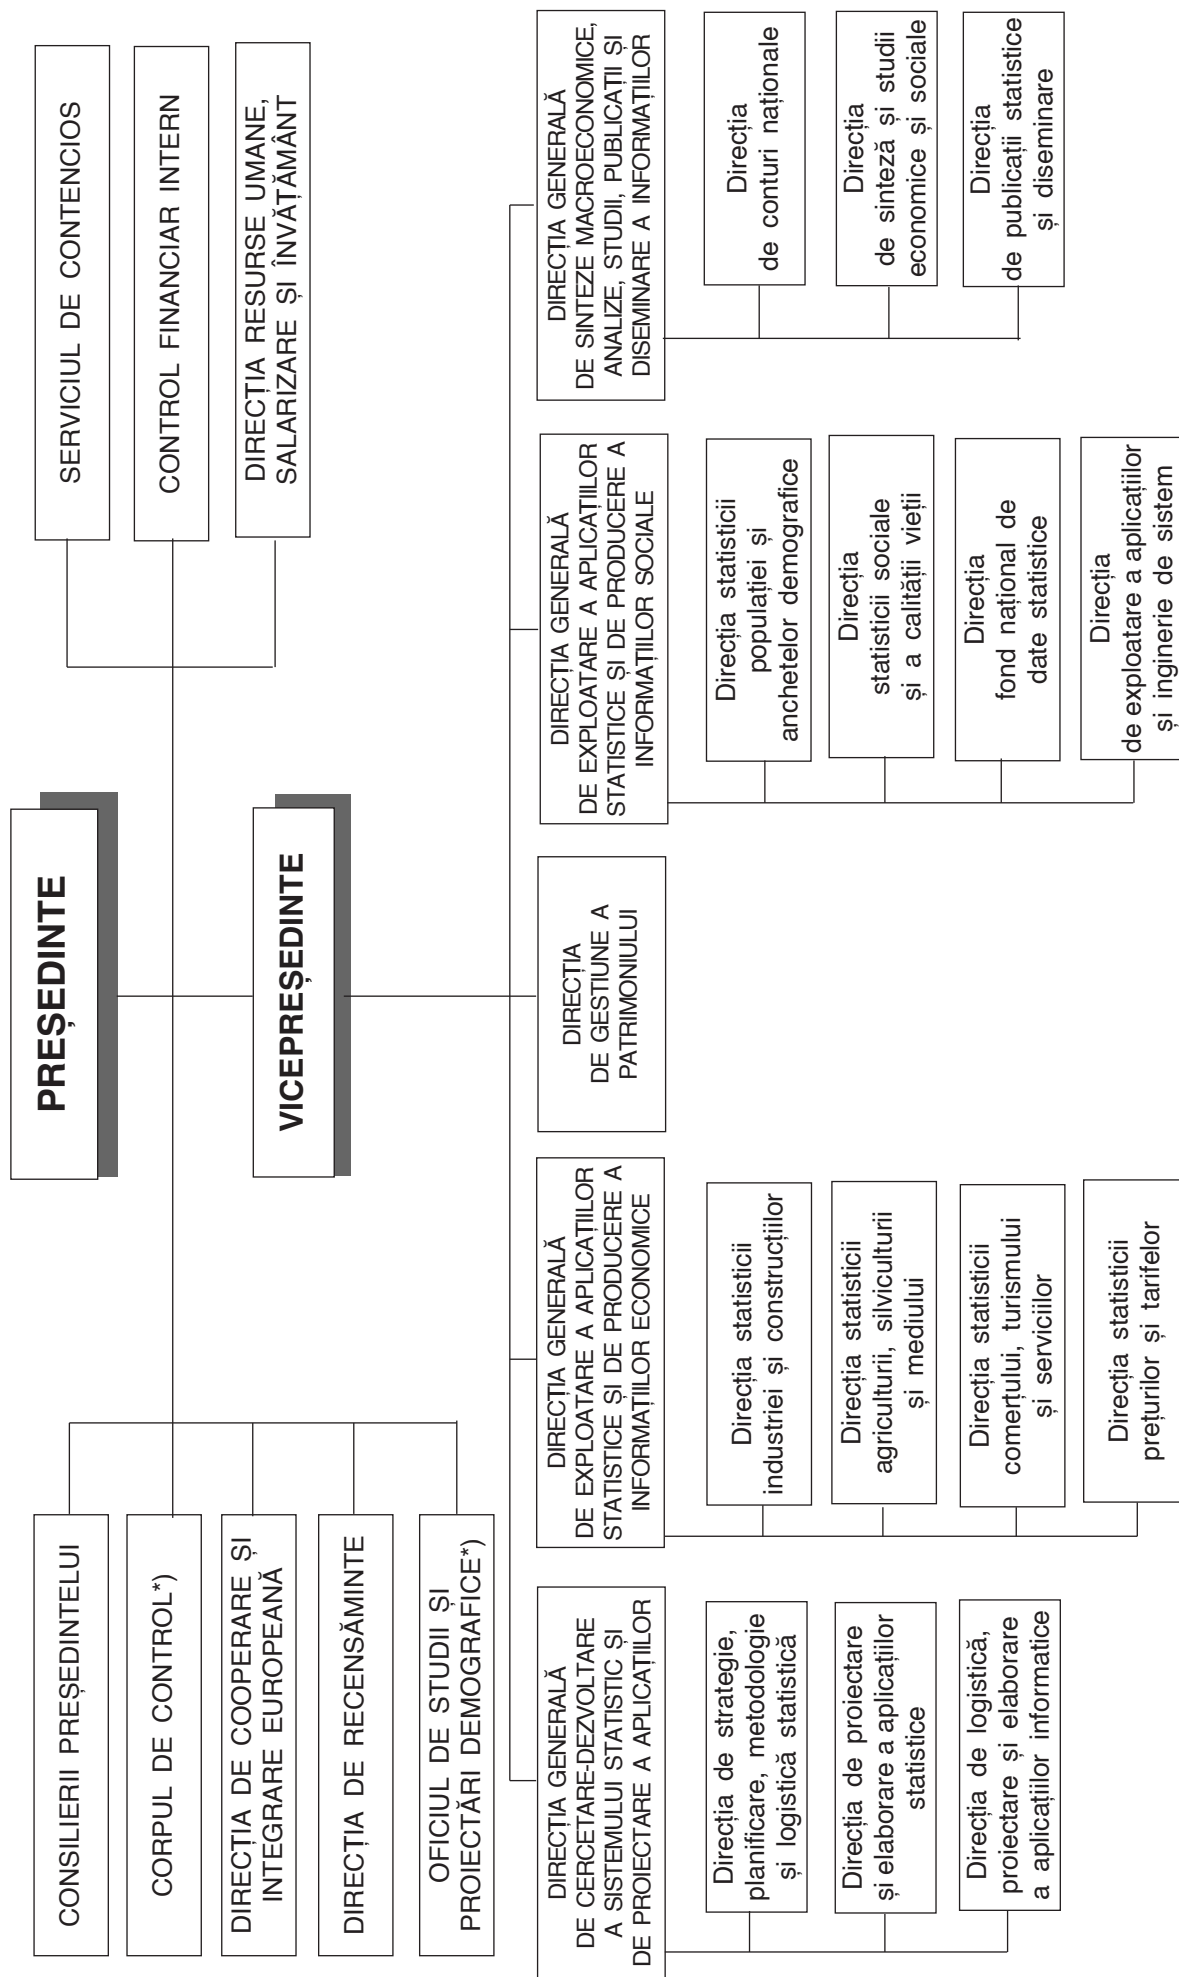 PREȘEDINTE
CONSILIERII PREȘEDINTELUI
CORPUL DE CONTROL*)
DIRECȚIA DE COOPERARE ȘI
INTEGRARE EUROPEANĂ
DIRECȚIA DE RECENSĂMINTE
OFICIUL DE STUDII ȘI
PROIECTĂRI DEMOGRAFICE*)
SERVICIUL DE CONTENCIOS
CONTROL FINANCIAR INTERN
DIRECȚIA RESURSE UMANE,
SALARIZARE ȘI ÎNVĂȚĂMÂNT
VICEPREȘEDINTE
DIRECȚIA GENERALĂ
DE CERCETARE-DEZVOLTARE
A SISTEMULUI STATISTIC ȘI
DE PROIECTARE A APLICAȚIILOR
Direcția de strategie,
planificare, metodologie
și logistică statistică
Direcția de proiectare
și elaborare a aplicațiilor
statistice
Direcția de logistică,
proiectare și elaborare
a aplicațiilor informatice
DIRECȚIA GENERALĂ
DE EXPLOATARE A APLICAȚIILOR
STATISTICE ȘI DE PRODUCERE A
INFORMAȚIILOR ECONOMICE
Direcția statisticii
industriei și construcțiilor
Direcția statisticii
agriculturii, silviculturii
și mediului
Direcția statisticii
comerțului, turismului
și serviciilor
Direcția statisticii
prețurilor și tarifelor
DIRECȚIA
DE GESTIUNE A
PATRIMONIULUI
DIRECȚIA GENERALĂ
DE EXPLOATARE A APLICAȚIILOR
STATISTICE ȘI DE PRODUCERE A
INFORMAȚIILOR SOCIALE
Direcția statisticii
populației și
anchetelor demografice
Direcția
statisticii sociale
și a calității vieții
Direcția
fond național de
date statistice
Direcția
de exploatare a aplicațiilor
și inginerie de sistem
DIRECȚIA GENERALĂ
DE SINTEZE MACROECONOMICE,
ANALIZE, STUDII, PUBLICAȚII ȘI
DISEMINARE A INFORMAȚIILOR
Direcția
de conturi naționale
Direcția
de sinteză și studii
economice și sociale
Direcția
de publicații statistice
și diseminare